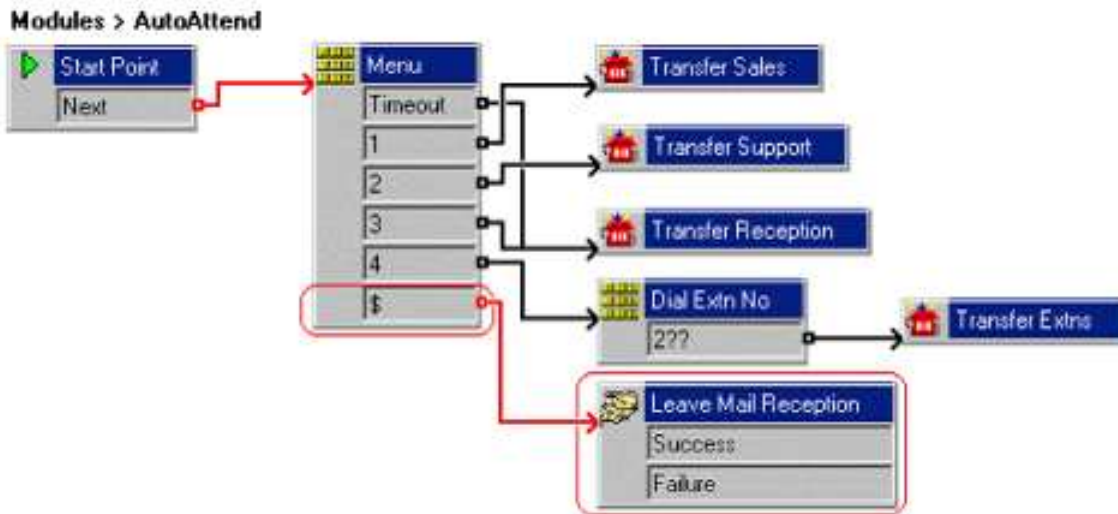 Modules > AutoAttend
Start Point
Next
Menu
Timeout
1
2
3
4
$
Transfer Sales
Transfer Support
Transfer Reception
Dial Extn No
2??
Transfer Extns
Leave Mail Reception
Success
Failure